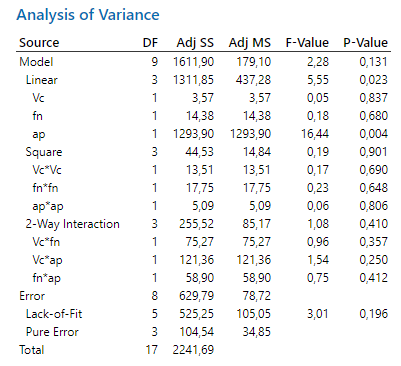 Analysis of Variance
Source DF Adj SS Adj MS F-Value P-Value
Model 9 1611,90 179,10 2,28 0,131
Linear 3 1311,85 437,28 5,55 0,023
Vc 1 3,57 3,57 0,05 0,837
fn 1 14,38 14,38 0,18 0,680
ap 1 1293,90 1293,90 16,44 0,004
Square 3 44,53 14,84 0,19 0,901
Vc*Vc 1 13,51 13,51 0,17 0,690
fn*fn 1 17,75 17,75 0,23 0,648
ap*ap 1 5,09 5,09 0,06 0,806
2-Way Interaction 3 255,52 85,17 1,08 0,410
Vc*fn 1 75,27 75,27 0,96 0,357
Vc*ap 1 121,36 121,36 1,54 0,250
fn*ap 1 58,90 58,90 0,75 0,412
Error 8 629,79 78,72
Lack-of-Fit 5 525,25 105,05 3,01 0,196
Pure Error 3 104,54 34,85
Total 17 2241,69